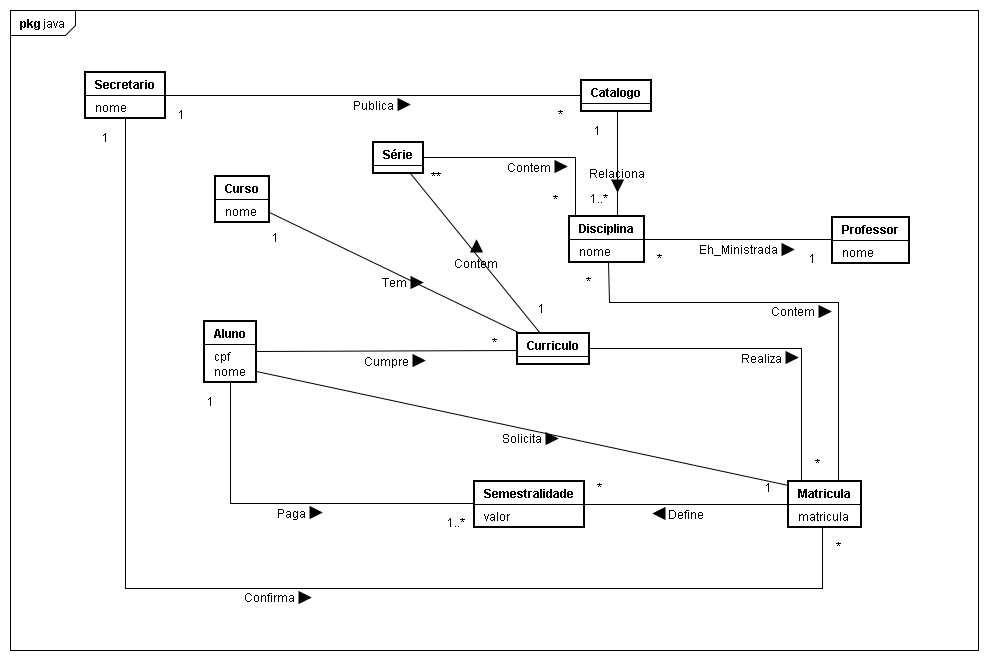 pkg java
Secretario
nome
1
1
Publica
*
Catalogo
1
Relaciona
1..*
Série
**
Contem
*
Curso
nome
1
Tem
Contem
1
Disciplina
nome
*
*
Eh_Ministrada
1
Professor
nome
Contem
Aluno
cpf
nome
1
Cumpre
*
Curriculo
Realiza
*
Solicita
1
Paga
1..*
Semestralidade
valor
*
Define
Matricula
matricula
*
Confirma